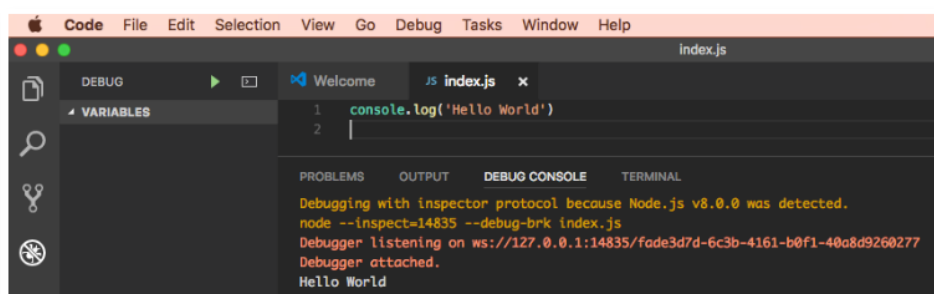 Code File Edit Selection View Go Debug Tasks Window Help
index.js
DEBUG
VARIABLES
Welcome JS index.js ×
1 console.log('Hello World')
2
PROBLEMS OUTPUT DEBUG CONSOLE TERMINAL
Debugging with inspector protocol because Node.js v8.0.0 was detected.
node --inspect=14835 --debug-brk index.js
Debugger listening on ws://127.0.0.1:14835/fade3d7d-6c3b-4161-b0f1-40a8d9260277
Debugger attached.
Hello World